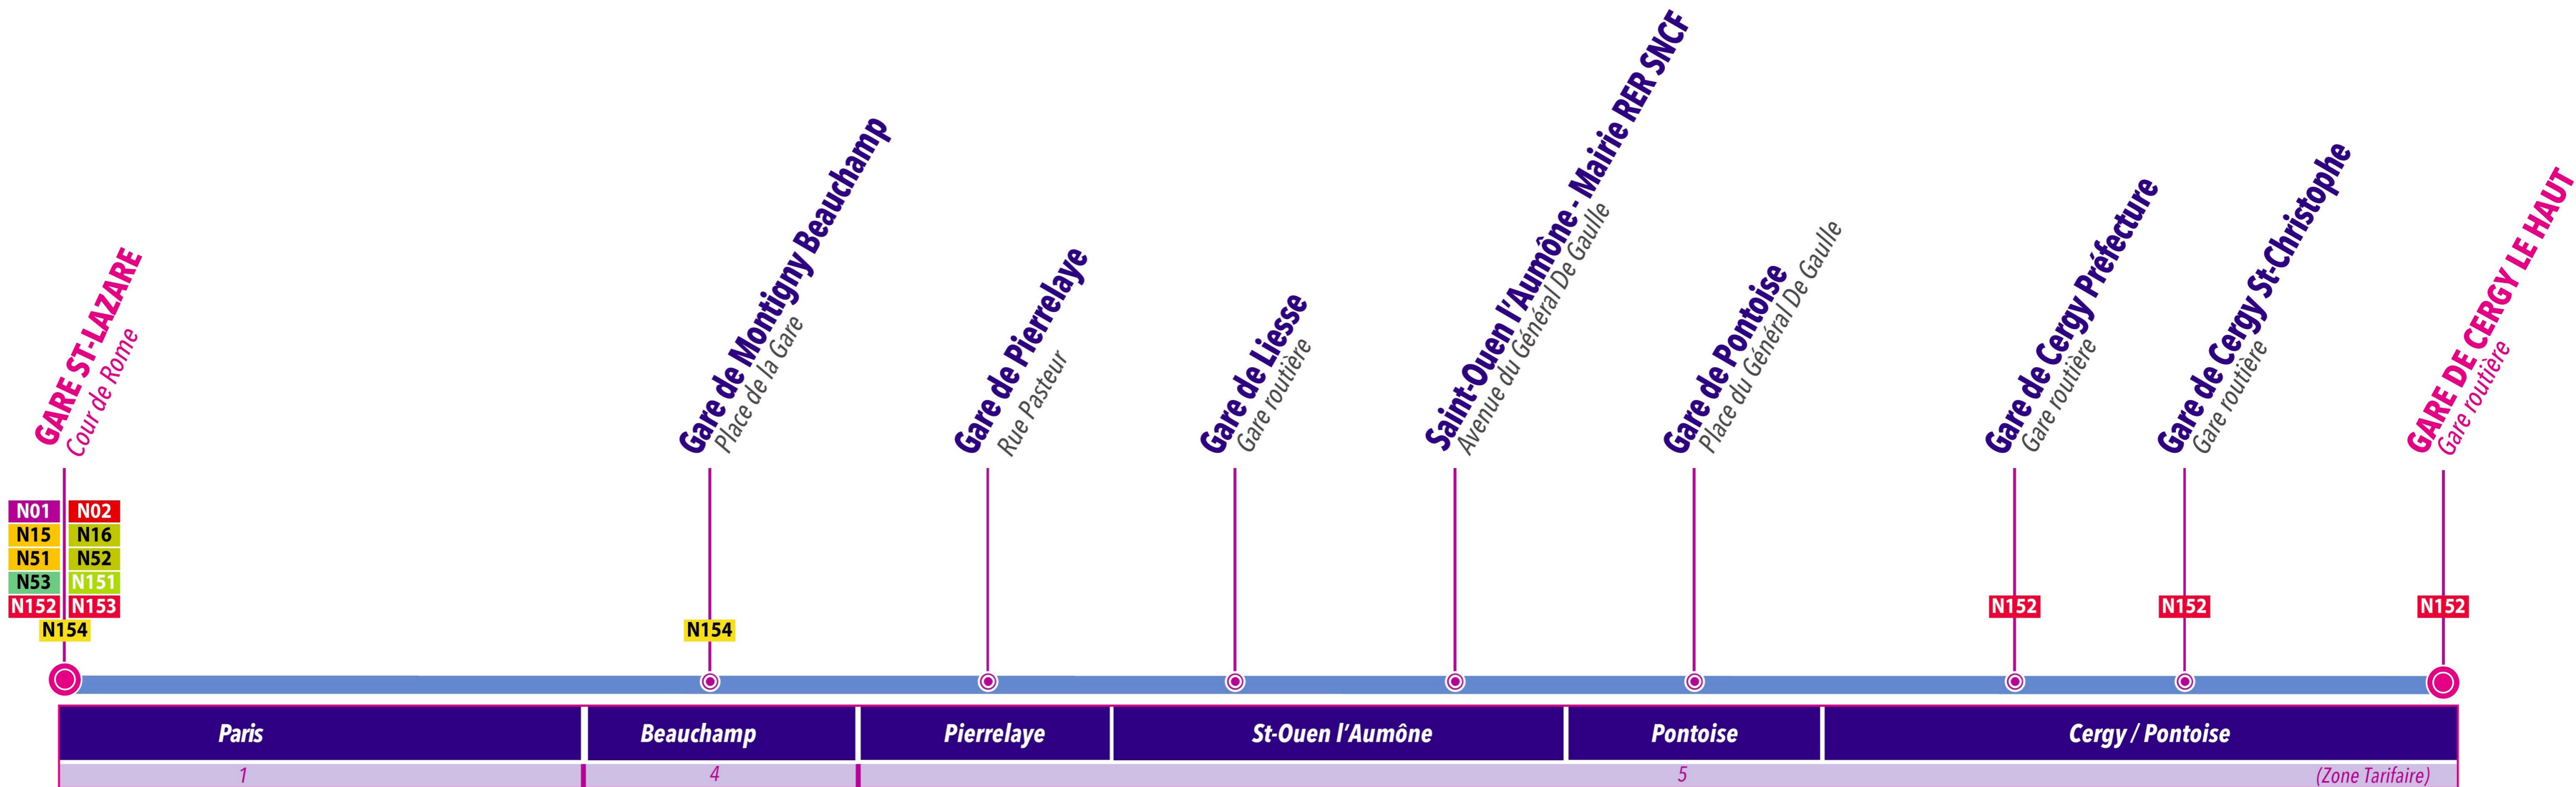 GARE ST-LAZARE
Cour de Rome
Gare de Montigny Beauchamp
Place de la Gare
Gare de Pierrelaye
Rue Pasteur
Gare de Liesse
Gare routière
Saint-Ouen l'Aumône - Mairie RER SNCF
Avenue du Général De Gaulle
Gare de Pontoise
Place du Général De Gaulle
Gare de Cergy Préfecture
Gare routière
Gare de Cergy St-Christophe
Gare routière
GARE DE CERGY LE HAUT
Gare routière
N01 N02
N15 N16
N51 N52
N53 N151
N152 N153
N154
N154
N152
N152
N152
Paris
Beauchamp
Pierrelaye
St-Ouen l’Aumône
Pontoise
Cergy / Pontoise
1
4
5
(Zone Tarifaire)